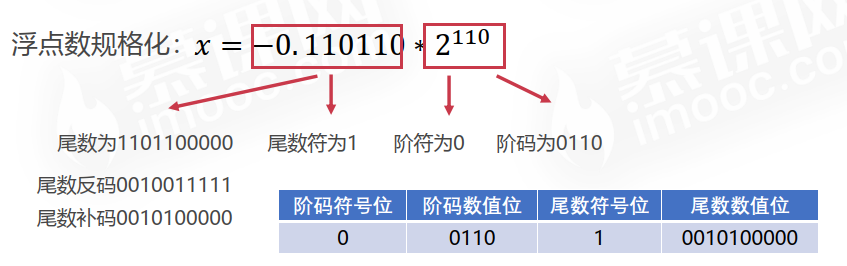 浮点数规格化：x = −0.110110 * 2^110
尾数为1101100000 尾数符为1 阶符为0 阶码为0110
尾数反码0010011111
尾数补码0010100000
阶码符号位 阶码数值位 尾数符号位 尾数数值位
0 0110 1 0010100000
慕课网
imooc.com
慕课网
imooc.com